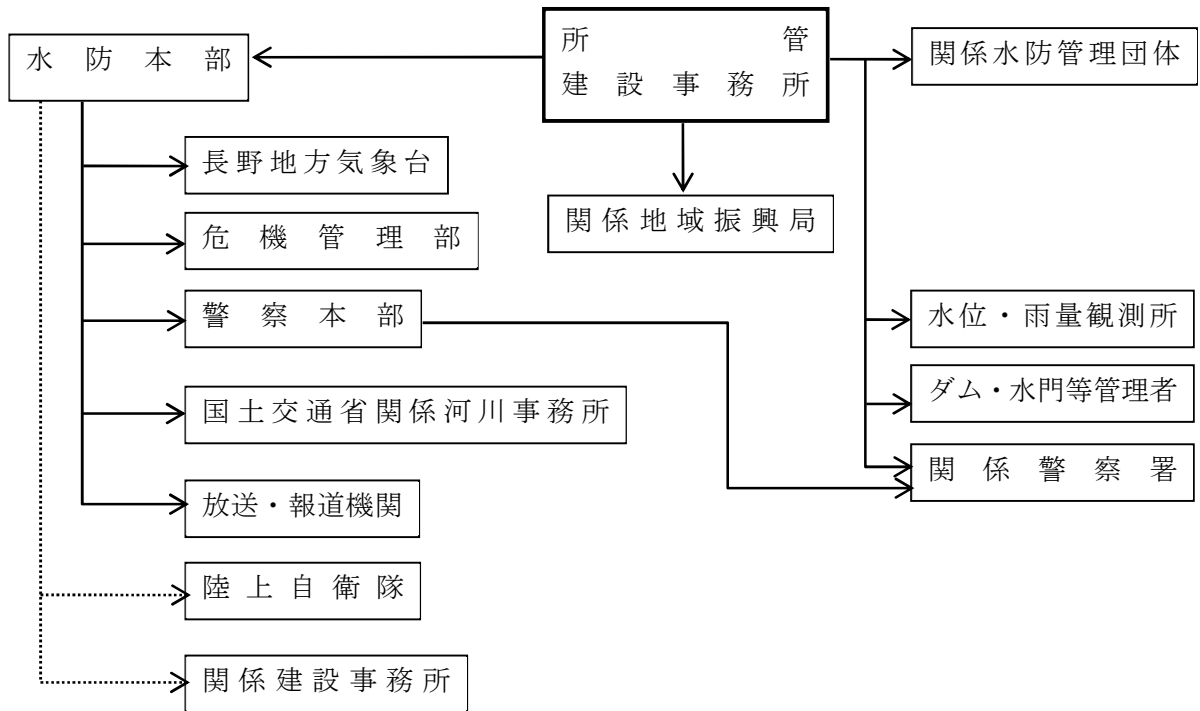 所管
建設事務所
水防本部
関係水防管理団体
長野地方気象台
関係地域振興局
危機管理部
警察本部
水位・雨量観測所
国土交通省関係河川事務所
ダム・水門等管理者
関係警察署
放送・報道機関
陸上自衛隊
関係建設事務所